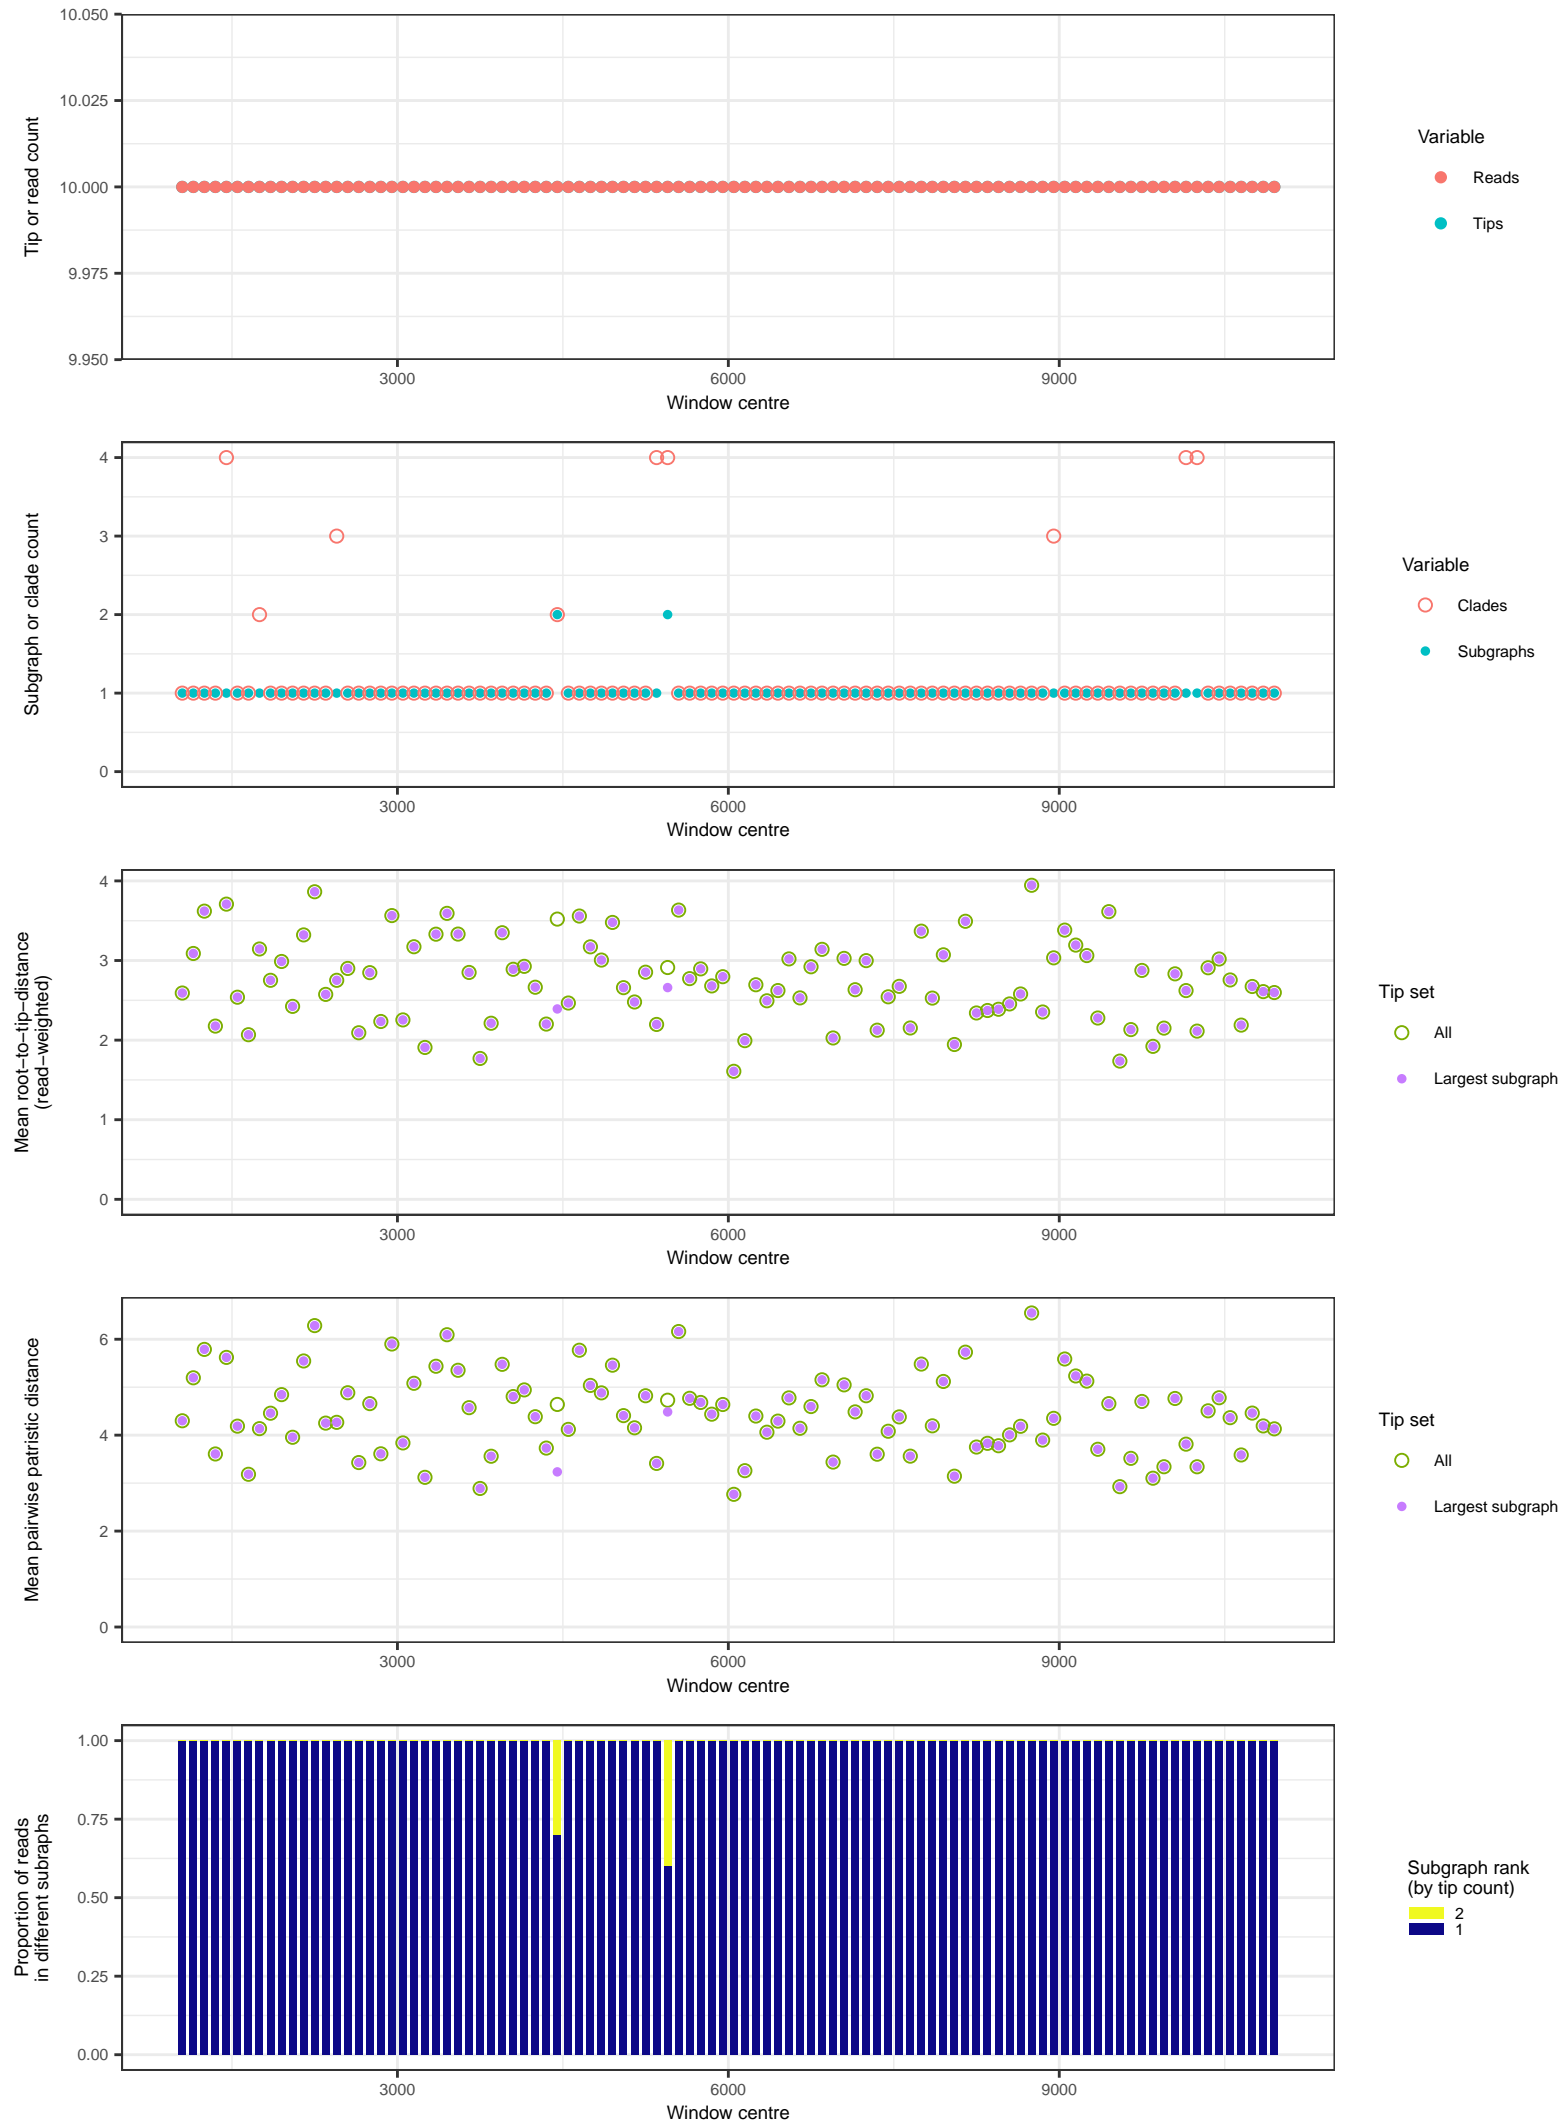 10.050
10.025
10.000
9.975
9.950
Tip or read count
3000 6000 9000
Window centre
Variable
Reads
Tips
4
3
2
1
0
Subgraph or clade count
3000 6000 9000
Window centre
Variable
Clades
Subgraphs
4
3
2
1
0
Mean root−to−tip−distance
(read−weighted)
3000 6000 9000
Window centre
Tip set
All
Largest subgraph
6
4
2
0
Mean pairwise patristic distance
3000 6000 9000
Window centre
Tip set
All
Largest subgraph
1.00
0.75
0.50
0.25
0.00
Proportion of reads
in different subraphs
3000 6000 9000
Window centre
Subgraph rank
(by tip count)
2
1